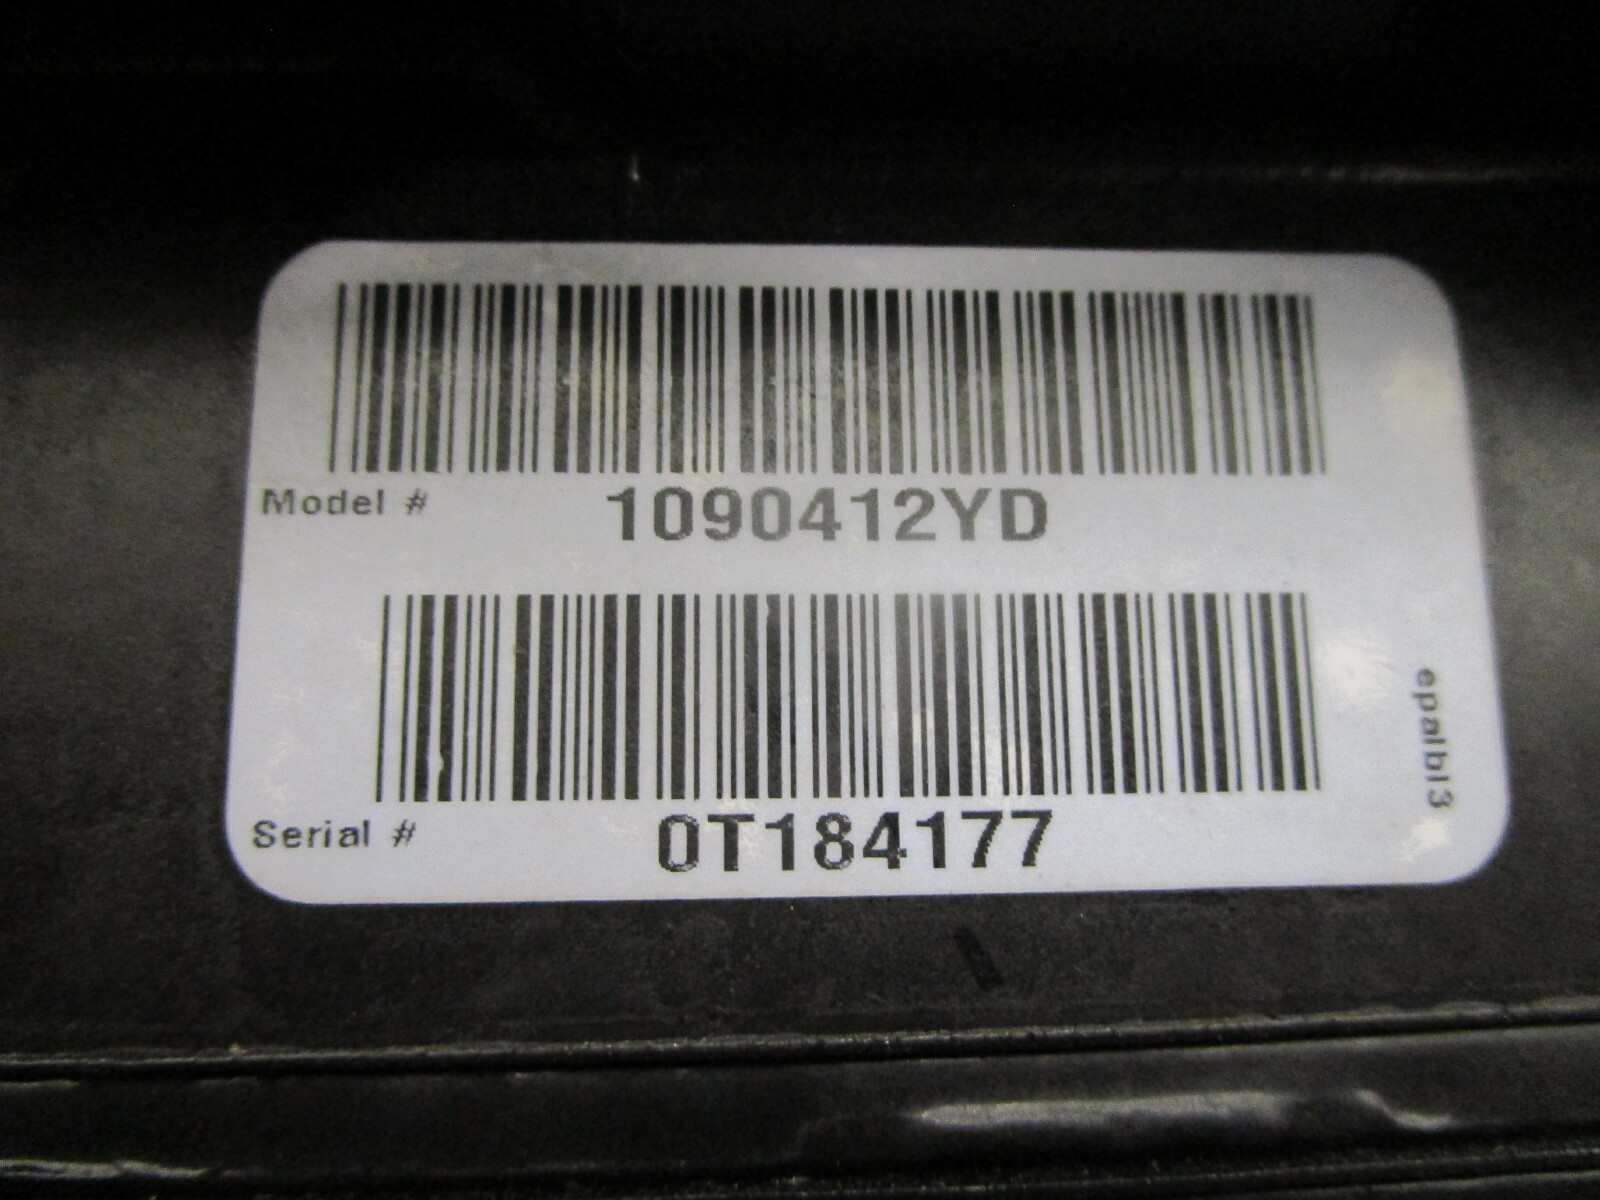 Model # 1090412YD
Serial # 0T184177
epalbl3